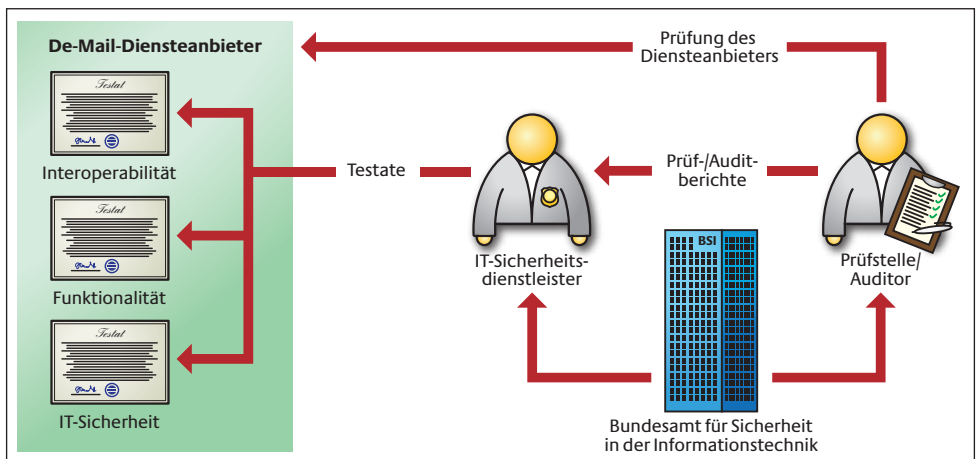 De-Mail-Diensteanbieter
Testat
Interoperabilität
Testat
Funktionalität
Testat
IT-Sicherheit
Testate
Prüfung des
Diensteanbieters
Prüf-/Audit-
berichte
IT-Sicherheits-
dienstleister
BSI
Prüfstelle/
Auditor
Bundesamt für Sicherheit
in der Informationstechnik